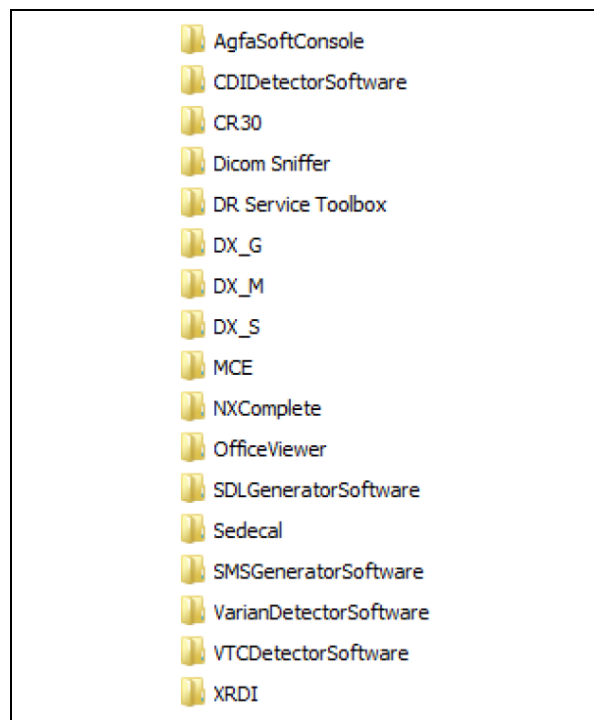 AgfaSoftConsole
CDIDetectorSoftware
CR30
Dicom Sniffer
DR Service Toolbox
DX_G
DX_M
DX_S
MCE
NXComplete
OfficeViewer
SDLGeneratorSoftware
Sedecal
SMSGeneratorSoftware
VarianDetectorSoftware
VTCDetectorSoftware
XRDI